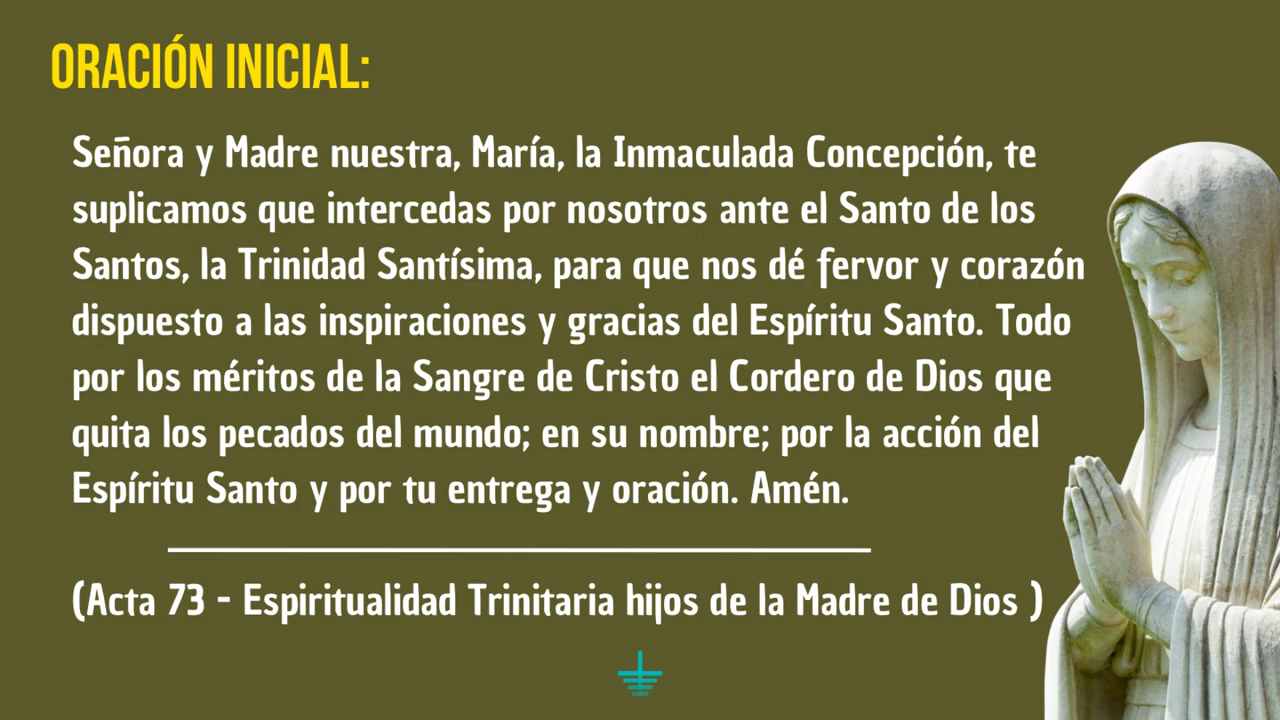 ORACIÓN INICIAL:
Señora y Madre nuestra, María, la Inmaculada Concepción, te
suplicamos que intercedas por nosotros ante el Santo de los
Santos, la Trinidad Santísima, para que nos dé fervor y corazón
dispuesto a las inspiraciones y gracias del Espíritu Santo. Todo
por los méritos de la Sangre de Cristo el Cordero de Dios que
quita los pecados del mundo; en su nombre; por la acción del
Espíritu Santo y por tu entrega y oración. Amén.
(Acta 73 - Espiritualidad Trinitaria hijos de la Madre de Dios )